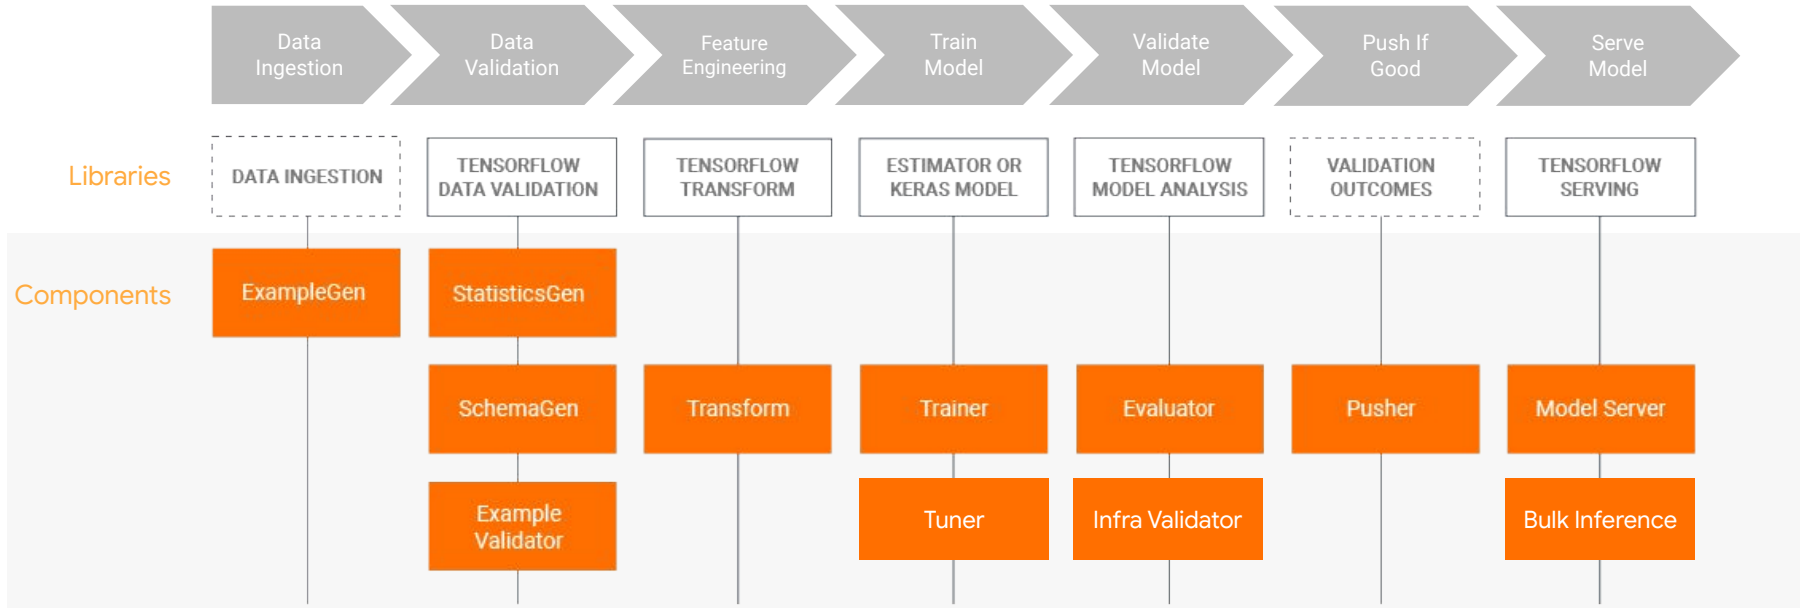 Data
Ingestion
Data
Validation
Feature
Engineering
Train
Model
Validate
Model
Push If
Good
Serve
Model
Libraries
DATA INGESTION
TENSORFLOW
DATA VALIDATION
TENSORFLOW
TRANSFORM
ESTIMATOR OR
KERAS MODEL
TENSORFLOW
MODEL ANALYSIS
VALIDATION
OUTCOMES
TENSORFLOW
SERVING
Components
ExampleGen
StatisticsGen
SchemaGen
Transform
Trainer
Evaluator
Pusher
Model Server
Example
Validator
Tuner
Infra Validator
Bulk Inference